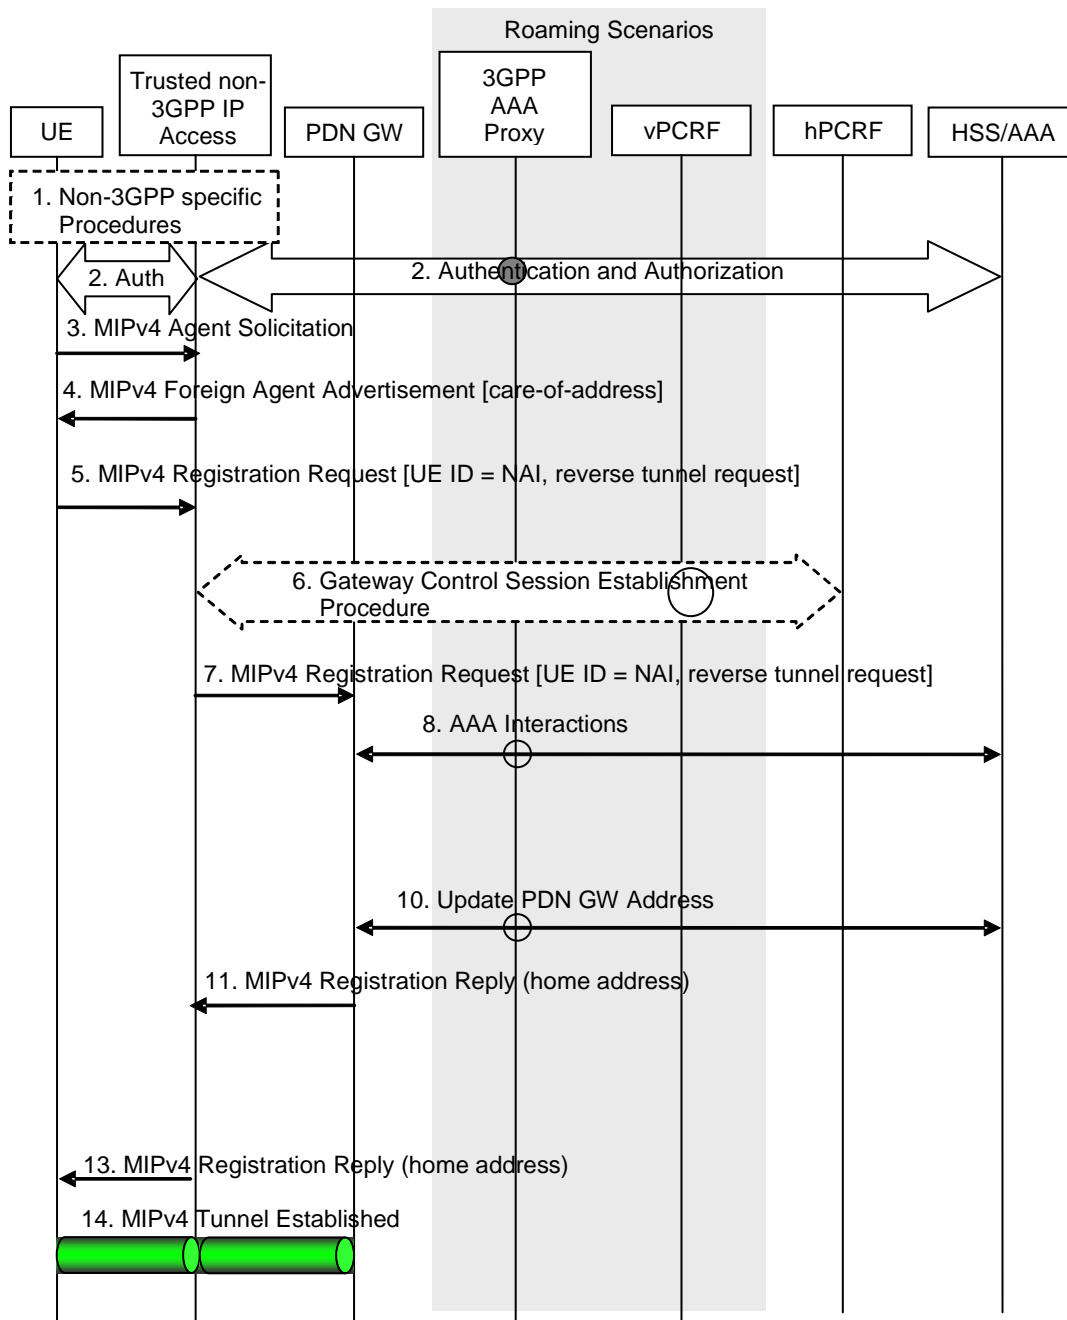 Roaming Scenarios
UE
Trusted non-
3GPP IP
Access
PDN GW
3GPP
AAA
Proxy
vPCRF
hPCRF
HSS/AAA
1. Non-3GPP specific
Procedures
2. Auth
2. Authentication and Authorization
3. MIPv4 Agent Solicitation
4. MIPv4 Foreign Agent Advertisement [care-of-address]
5. MIPv4 Registration Request [UE ID = NAI, reverse tunnel request]
6. Gateway Control Session Establishment
Procedure
7. MIPv4 Registration Request [UE ID = NAI, reverse tunnel request]
8. AAA Interactions
10. Update PDN GW Address
11. MIPv4 Registration Reply (home address)
13. MIPv4 Registration Reply (home address)
14. MIPv4 Tunnel Established